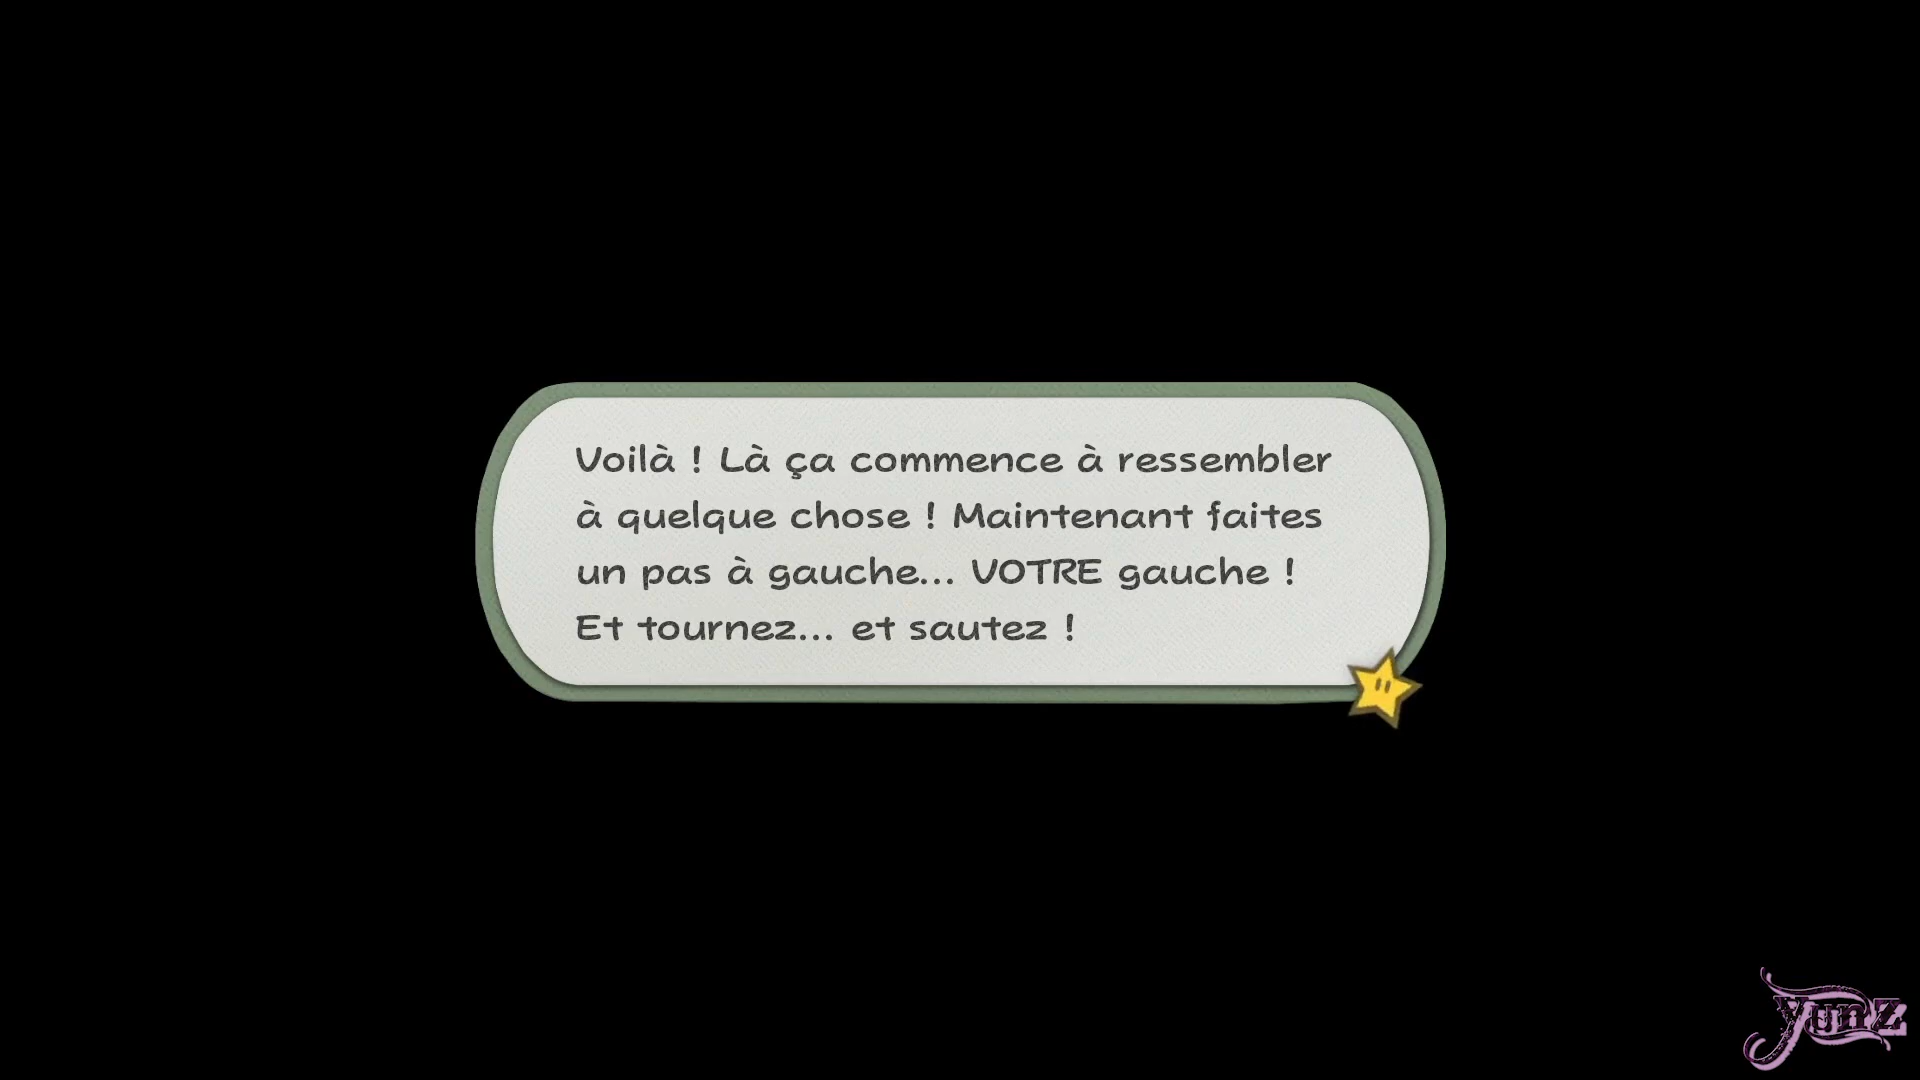 Voilà ! Là ça commence à ressembler
à quelque chose ! Maintenant faites
un pas à gauche... VOTRE gauche !
Et tournez... et sautez !
yunz